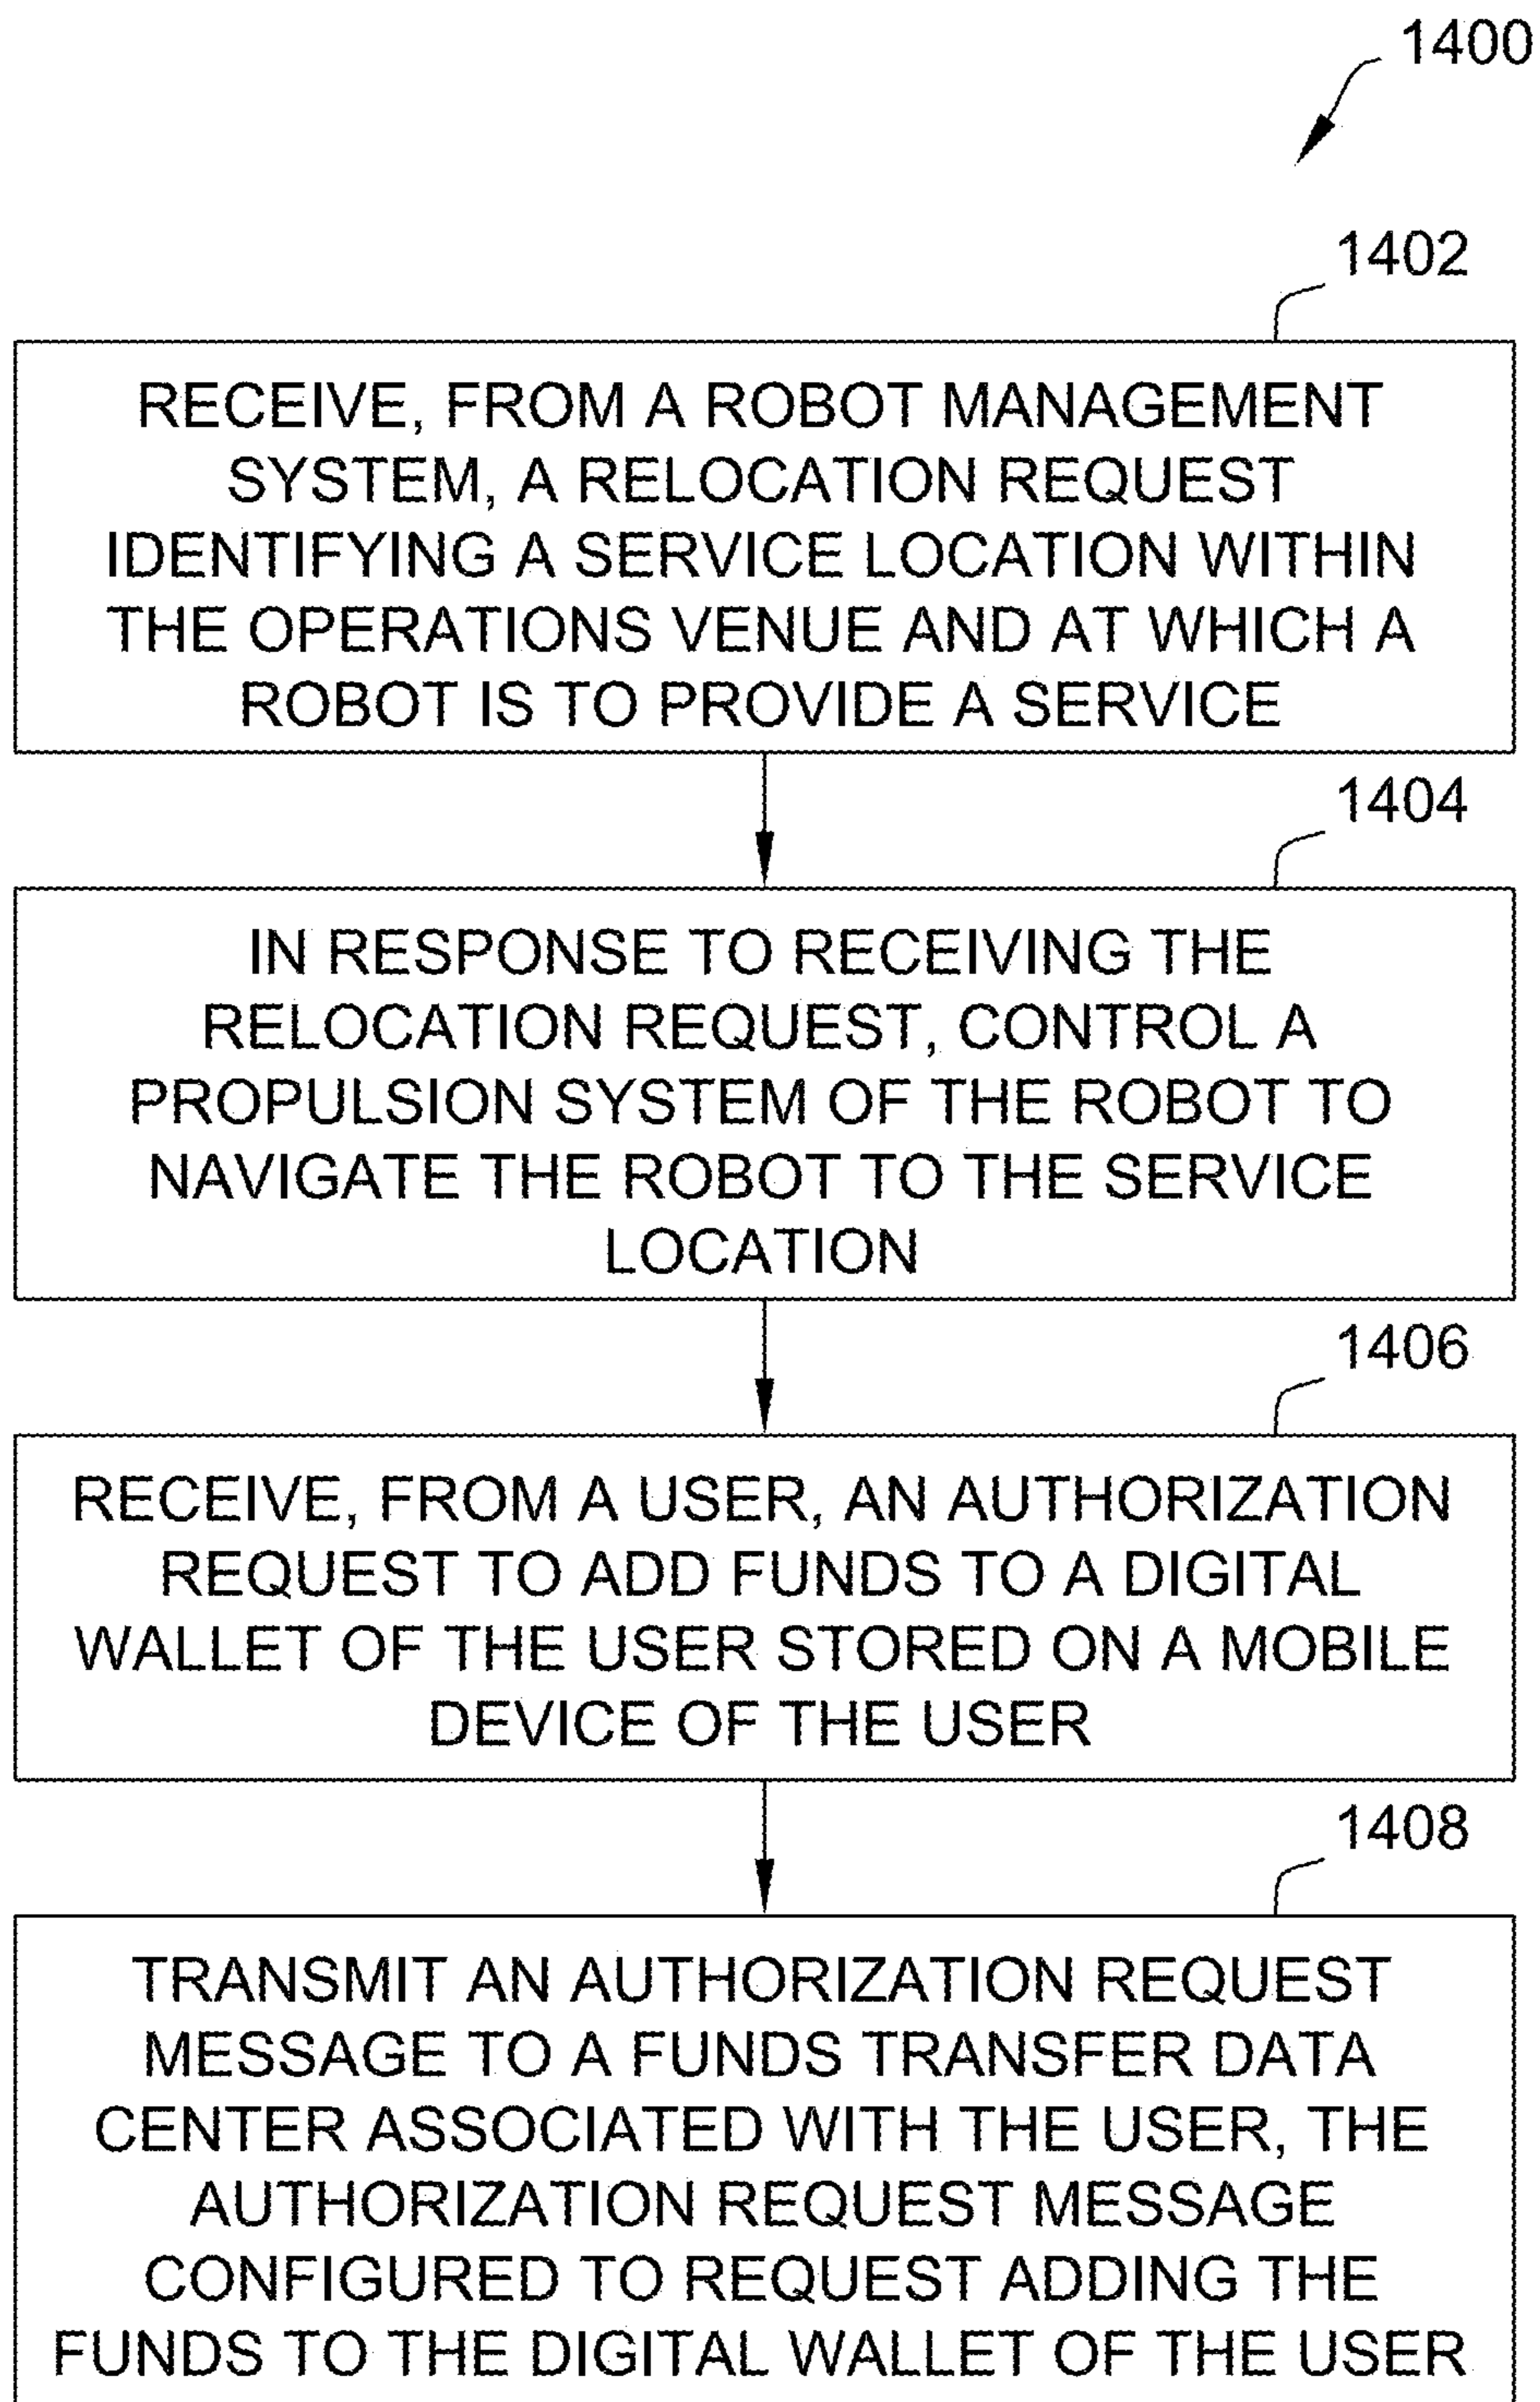 1400
1402
RECEIVE, FROM A ROBOT MANAGEMENT
SYSTEM, A RELOCATION REQUEST
IDENTIFYING A SERVICE LOCATION WITHIN
THE OPERATIONS VENUE AND AT WHICH A
ROBOT IS TO PROVIDE A SERVICE
1404
IN RESPONSE TO RECEIVING THE
RELOCATION REQUEST, CONTROL A
PROPULSION SYSTEM OF THE ROBOT TO
NAVIGATE THE ROBOT TO THE SERVICE
LOCATION
1406
RECEIVE, FROM A USER, AN AUTHORIZATION
REQUEST TO ADD FUNDS TO A DIGITAL
WALLET OF THE USER STORED ON A MOBILE
DEVICE OF THE USER
1408
TRANSMIT AN AUTHORIZATION REQUEST
MESSAGE TO A FUNDS TRANSFER DATA
CENTER ASSOCIATED WITH THE USER, THE
AUTHORIZATION REQUEST MESSAGE
CONFIGURED TO REQUEST ADDING THE
FUNDS TO THE DIGITAL WALLET OF THE USER